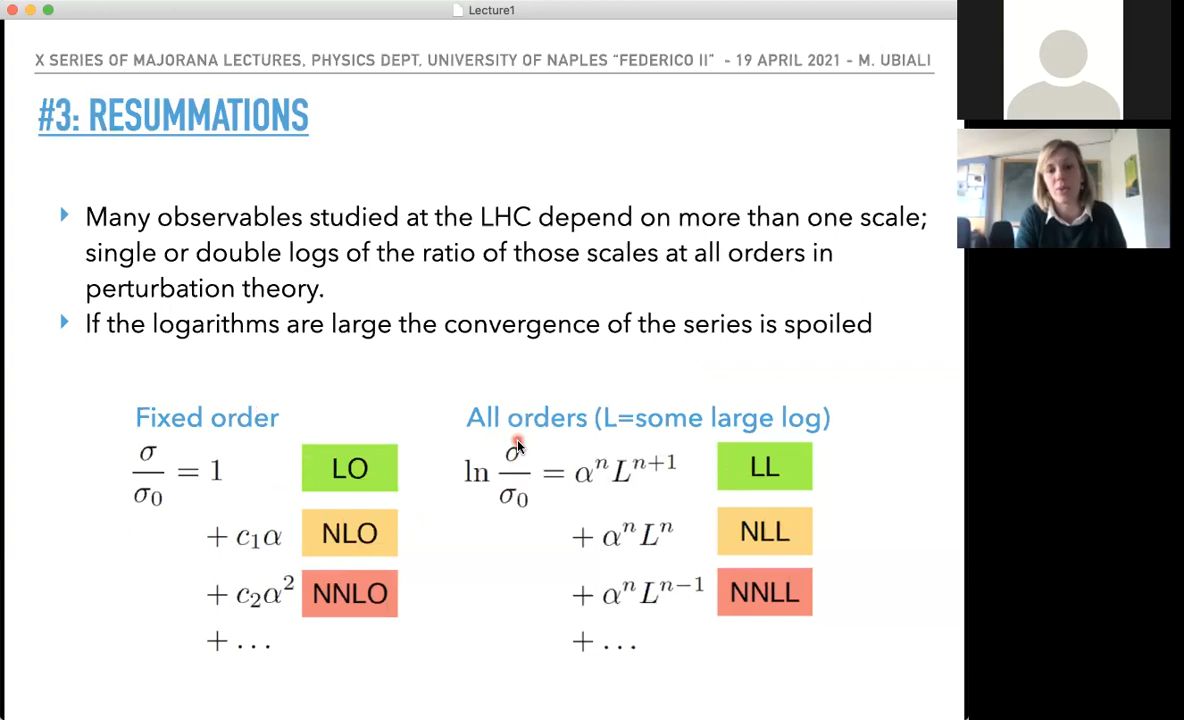 Lecture1
X SERIES OF MAJORANA LECTURES, PHYSICS DEPT, UNIVERSITY OF NAPLES “FEDERICO II” - 19 APRIL 2021 - M. UBIALI
#3: RESUMMATIONS
Many observables studied at the LHC depend on more than one scale;
single or double logs of the ratio of those scales at all orders in
perturbation theory.
If the logarithms are large the convergence of the series is spoiled
Fixed order
σ/σ₀ = 1 LO
+ c₁α NLO
+ c₂α² NNLO
+ ...
All orders (L=some large log)
ln σ/σ₀ = αⁿLⁿ⁺¹ LL
+ αⁿLⁿ NLL
+ αⁿLⁿ⁻¹ NNLL
+ ...